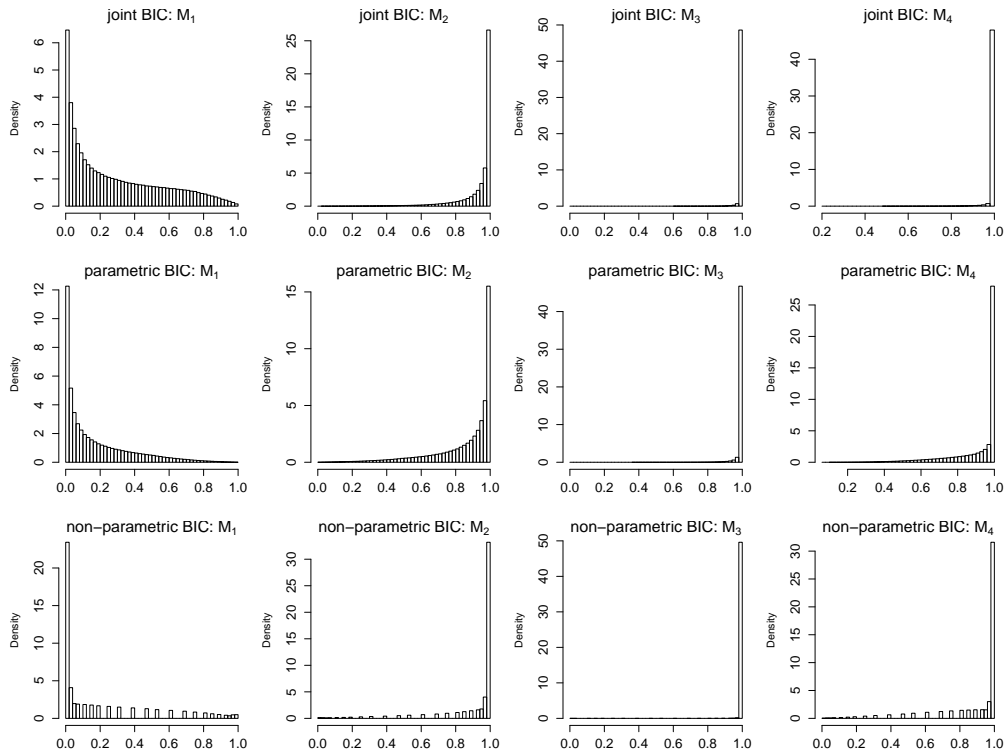 joint BIC: M₁
Density
0 1 2 3 4 5 6
0.0 0.2 0.4 0.6 0.8 1.0
joint BIC: M₂
Density
0 5 10 15 20 25
0.0 0.2 0.4 0.6 0.8 1.0
joint BIC: M₃
Density
0 10 20 30 40 50
0.0 0.2 0.4 0.6 0.8 1.0
joint BIC: M₄
Density
0 10 20 30 40
0.2 0.4 0.6 0.8 1.0
parametric BIC: M₁
Density
0 2 4 6 8 10 12
0.0 0.2 0.4 0.6 0.8 1.0
parametric BIC: M₂
Density
0 5 10 15
0.0 0.2 0.4 0.6 0.8 1.0
parametric BIC: M₃
Density
0 10 20 30 40
0.0 0.2 0.4 0.6 0.8 1.0
parametric BIC: M₄
Density
0 5 10 15 20 25
0.2 0.4 0.6 0.8 1.0
non−parametric BIC: M₁
Density
0 5 10 15 20
0.0 0.2 0.4 0.6 0.8 1.0
non−parametric BIC: M₂
Density
0 5 10 15 20 25 30
0.0 0.2 0.4 0.6 0.8 1.0
non−parametric BIC: M₃
Density
0 10 20 30 40 50
0.0 0.2 0.4 0.6 0.8 1.0
non−parametric BIC: M₄
Density
0 5 10 15 20 25 30
0.0 0.2 0.4 0.6 0.8 1.0